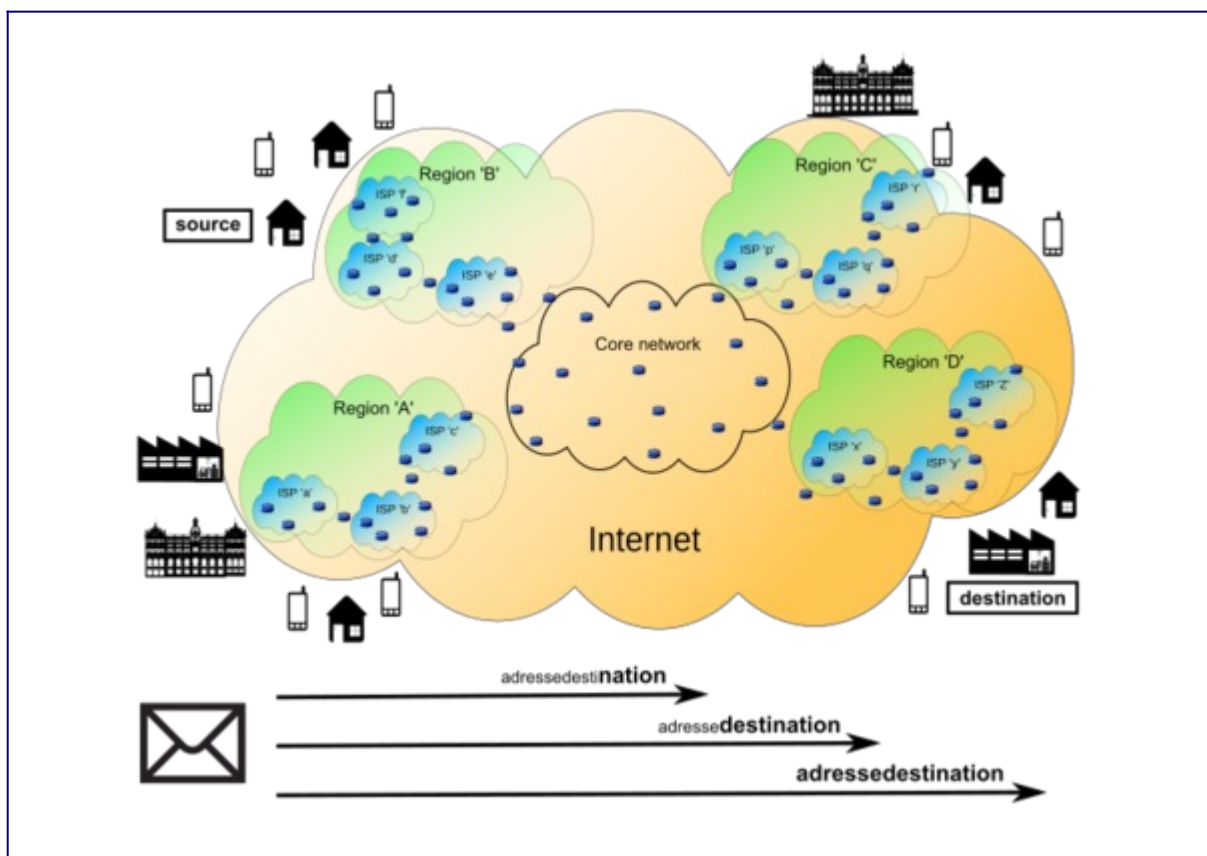 Region 'B'
Region 'C'
ISP 'f'
ISP 'r'
source
ISP 'd'
ISP 'e'
ISP 'p'
ISP 'q'
Core network
Region 'D'
Region 'A'
ISP 'Z'
ISP 'c'
ISP 'x'
ISP 'y'
ISP 'a'
ISP 'b'
Internet
destination
adressedestination
adressedestination
adressedestination